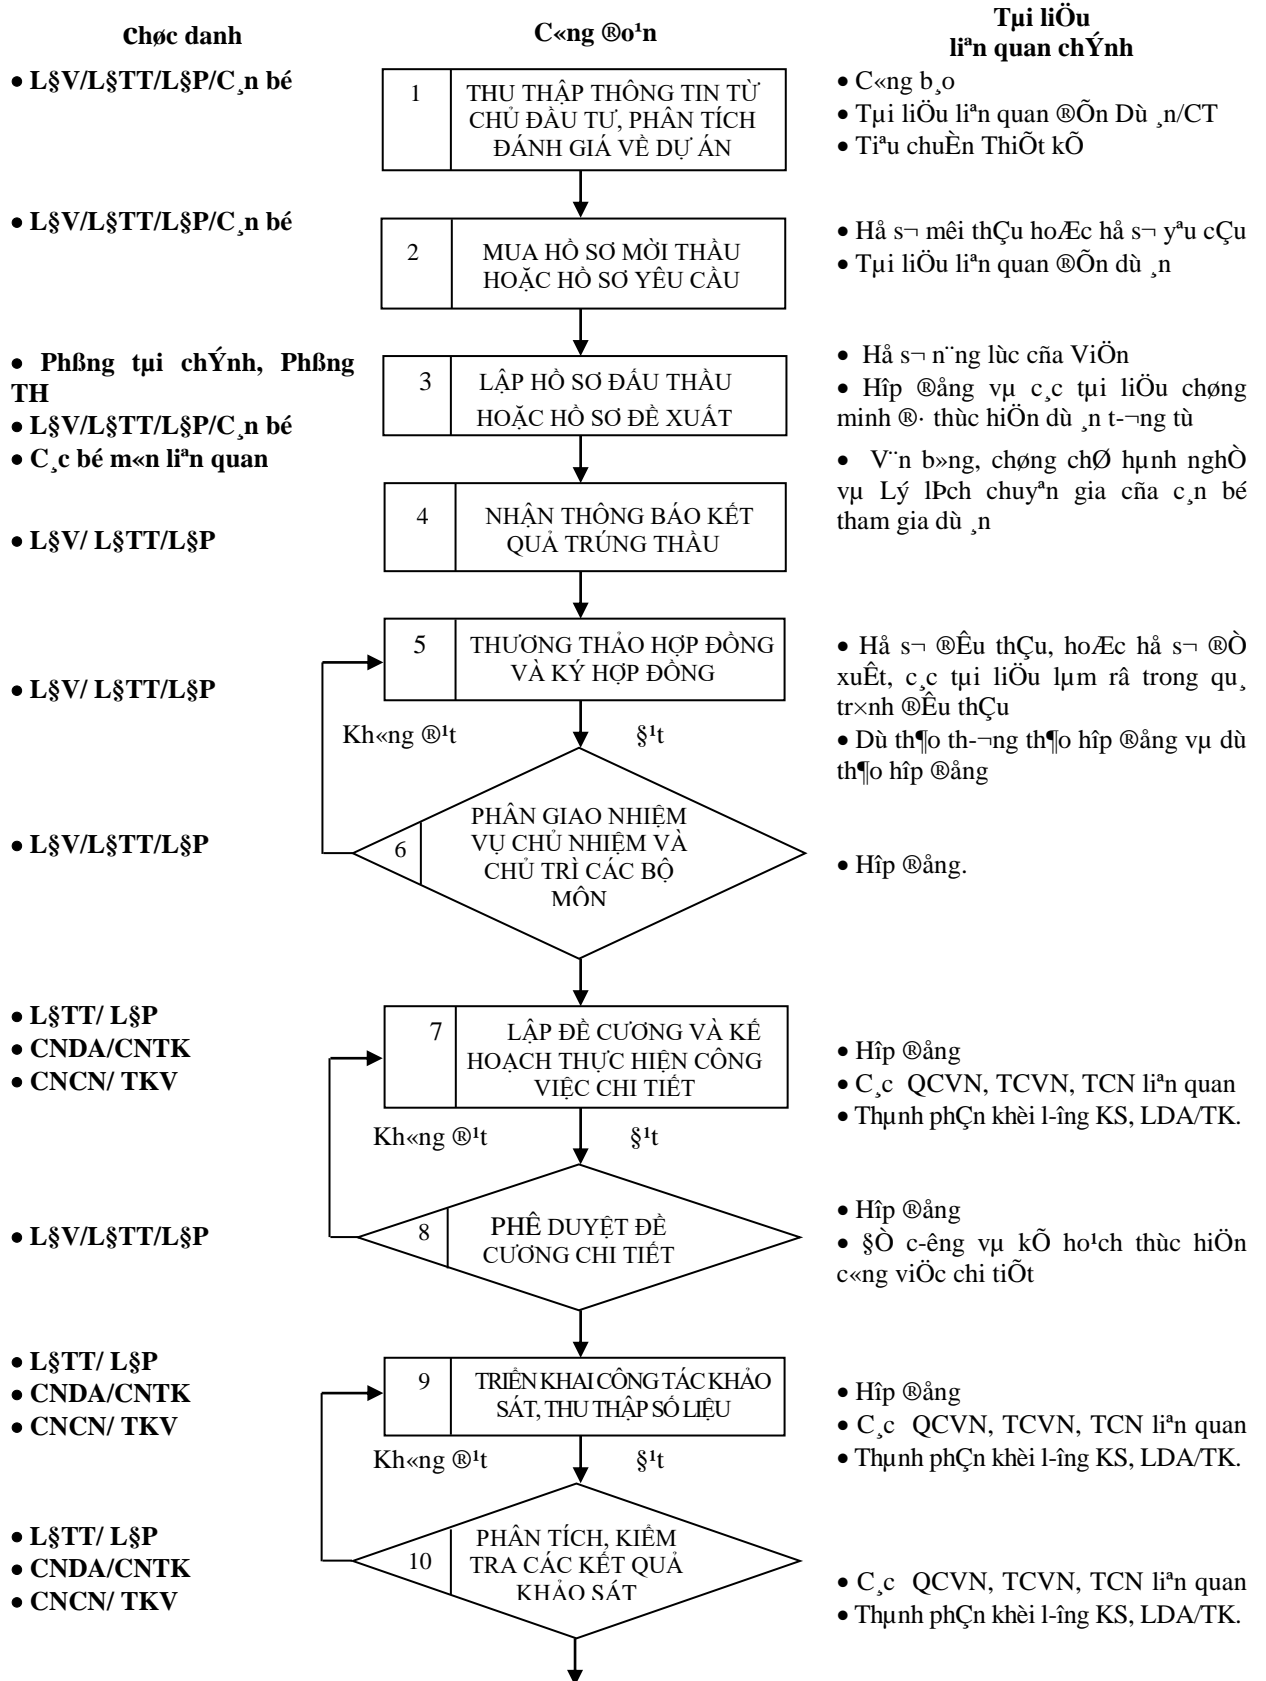 Chøc danh
• L§V/L§TT/L§P/C¸n bé
• L§V/L§TT/L§P/C¸n bé
• Phßng tµi chÝnh, Phßng
TH
• L§V/L§TT/L§P/C¸n bé
• C¸c bé m«n liªn quan
• L§V/ L§TT/L§P
• L§V/ L§TT/L§P
• L§V/L§TT/L§P
• L§TT/ L§P
• CNDA/CNTK
• CNCN/ TKV
• L§V/L§TT/L§P
• L§TT/ L§P
• CNDA/CNTK
• CNCN/ TKV
• L§TT/ L§P
• CNDA/CNTK
• CNCN/ TKV
C«ng ®o¹n
1
THU THẬP THÔNG TIN TỪ
CHỦ ĐẦU TƯ, PHÂN TÍCH
ĐÁNH GIÁ VỀ DỰ ÁN
2
MUA HỒ SƠ MỜI THẦU
HOẶC HỒ SƠ YÊU CẦU
3
LẬP HỒ SƠ ĐẤU THẦU
HOẶC HỒ SƠ ĐỀ XUẤT
4
NHẬN THÔNG BÁO KẾT
QUẢ TRÚNG THẦU
5
THƯƠNG THẢO HỢP ĐỒNG
VÀ KÝ HỢP ĐỒNG
Kh«ng ®¹t
§¹t
6
PHÂN GIAO NHIỆM
VỤ CHỦ NHIỆM VÀ
CHỦ TRÌ CÁC BỘ
MÔN
7
LẬP ĐỀ CƯƠNG VÀ KẾ
HOẠCH THỰC HIỆN CÔNG
VIỆC CHI TIẾT
Kh«ng ®¹t
§¹t
8
PHÊ DUYỆT ĐỀ
CƯƠNG CHI TIẾT
9
TRIỂN KHAI CÔNG TÁC KHẢO
SÁT, THU THẬP SỐ LIỆU
Kh«ng ®¹t
§¹t
10
PHÂN TÍCH, KIỂM
TRA CÁC KẾT QUẢ
KHẢO SÁT
Tµi liÖu
liªn quan chÝnh
• C«ng b¸o
• Tµi liÖu liªn quan ®Õn Dù ¸n/CT
• Tiªu chuÈn ThiÕt kÕ
• Hå s¬ mêi thÇu hoÆc hå s¬ yªu cÇu
• Tµi liÖu liªn quan ®Õn dù ¸n
• Hå s¬ n¨ng lùc cña ViÖn
• Hîp ®ång vµ c¸c tµi liÖu chøng
minh ®· thùc hiÖn dù ¸n t-¬ng tù
• V¨n b»ng, chøng chØ hµnh nghÒ
vµ Lý lÞch chuyªn gia cña c¸n bé
tham gia dù ¸n
• Hå s¬ ®Êu thÇu, hoÆc hå s¬ ®Ò
xuÊt, c¸c tµi liÖu lµm râ trong qu¸
tr×nh ®Êu thÇu
• Dù th¶o th-¬ng th¶o hîp ®ång vµ dù
th¶o hîp ®ång
• Hîp ®ång.
• Hîp ®ång
• C¸c QCVN, TCVN, TCN liªn quan
• Thµnh phÇn khèi l-îng KS, LDA/TK.
• Hîp ®ång
• §Ò c-¬ng vµ kÕ ho¹ch thùc hiÖn
c«ng viÖc chi tiÕt
• Hîp ®ång
• C¸c QCVN, TCVN, TCN liªn quan
• Thµnh phÇn khèi l-îng KS, LDA/TK.
• C¸c QCVN, TCVN, TCN liªn quan
• Thµnh phÇn khèi l-îng KS, LDA/TK.